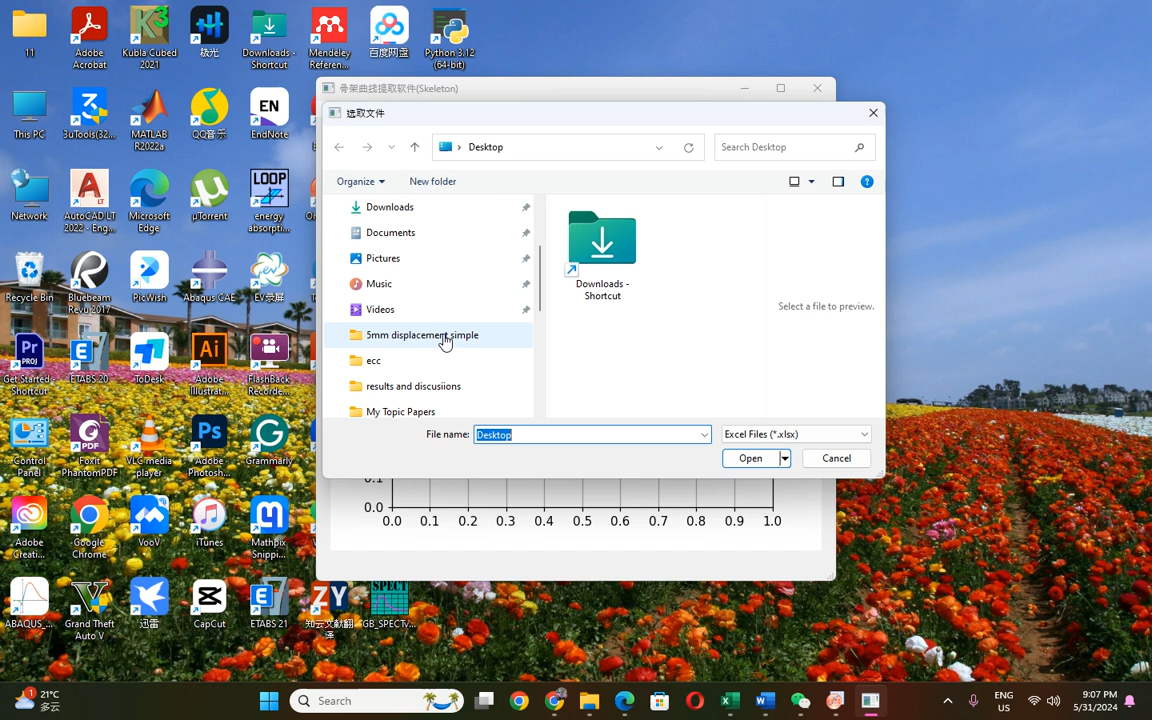 11
Adobe
Acrobat
Kubla Cubed
2021
极光
Downloads -
Shortcut
Mendeley
Referen...
百度网盘
Python 3.12
(64-bit)
This PC
3uTools(32...
MATLAB
R2022a
QQ音乐
EN
EndNote
Network
AutoCAD LT
2022 - Eng...
Microsoft
Edge
µTorrent
LOOP
energy
absorpti...
Recycle Bin
Bluebeam
Revu 2017
PicWish
Abaqus CAE
EV录屏
Get Started -
Shortcut
ETABS 20
ToDesk
Adobe
Illustrat...
FlashBack
Recorde...
Control
Panel
Foxit
PhantomPDF
VLC media
player
Adobe
Photosh...
Grammarly
Adobe
Creati...
Google
Chrome
VooV
iTunes
Mathpix
Snippi...
ABAQUS_...
Grand Theft
Auto V
迅雷
CapCut
ETABS 21
知云文献翻
译
GB_SPECTv...
骨架曲线提取软件(Skeleton)
选取文件
Desktop
Search Desktop
Organize
New folder
Downloads
Documents
Pictures
Music
Videos
5mm displacement simple
ecc
results and discusiions
My Topic Papers
Downloads -
Shortcut
Select a file to preview.
File name:
Desktop
Excel Files (*.xlsx)
Open
Cancel
0.0
0.0 0.1 0.2 0.3 0.4 0.5 0.6 0.7 0.8 0.9 1.0
1
21°C
多云
Search
ENG
US
9:07 PM
5/31/2024